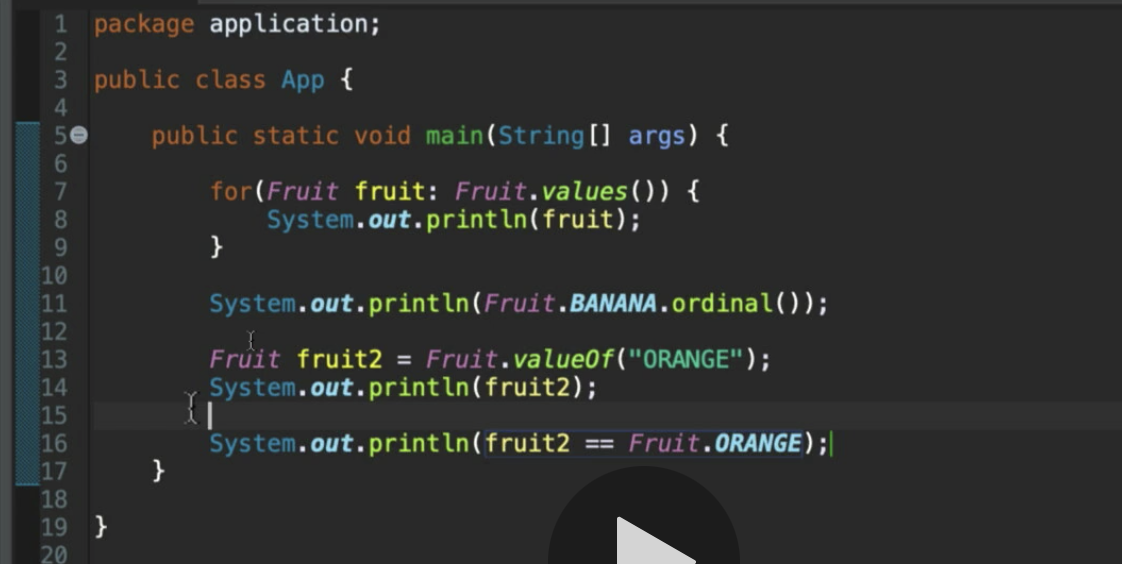 1 package application;
2
3 public class App {
4
5     public static void main(String[] args) {
6
7         for(Fruit fruit: Fruit.values()) {
8             System.out.println(fruit);
9         }
10
11         System.out.println(Fruit.BANANA.ordinal());
12
13         Fruit fruit2 = Fruit.valueOf("ORANGE");
14         System.out.println(fruit2);
15
16         System.out.println(fruit2 == Fruit.ORANGE);
17     }
18
19 }
20